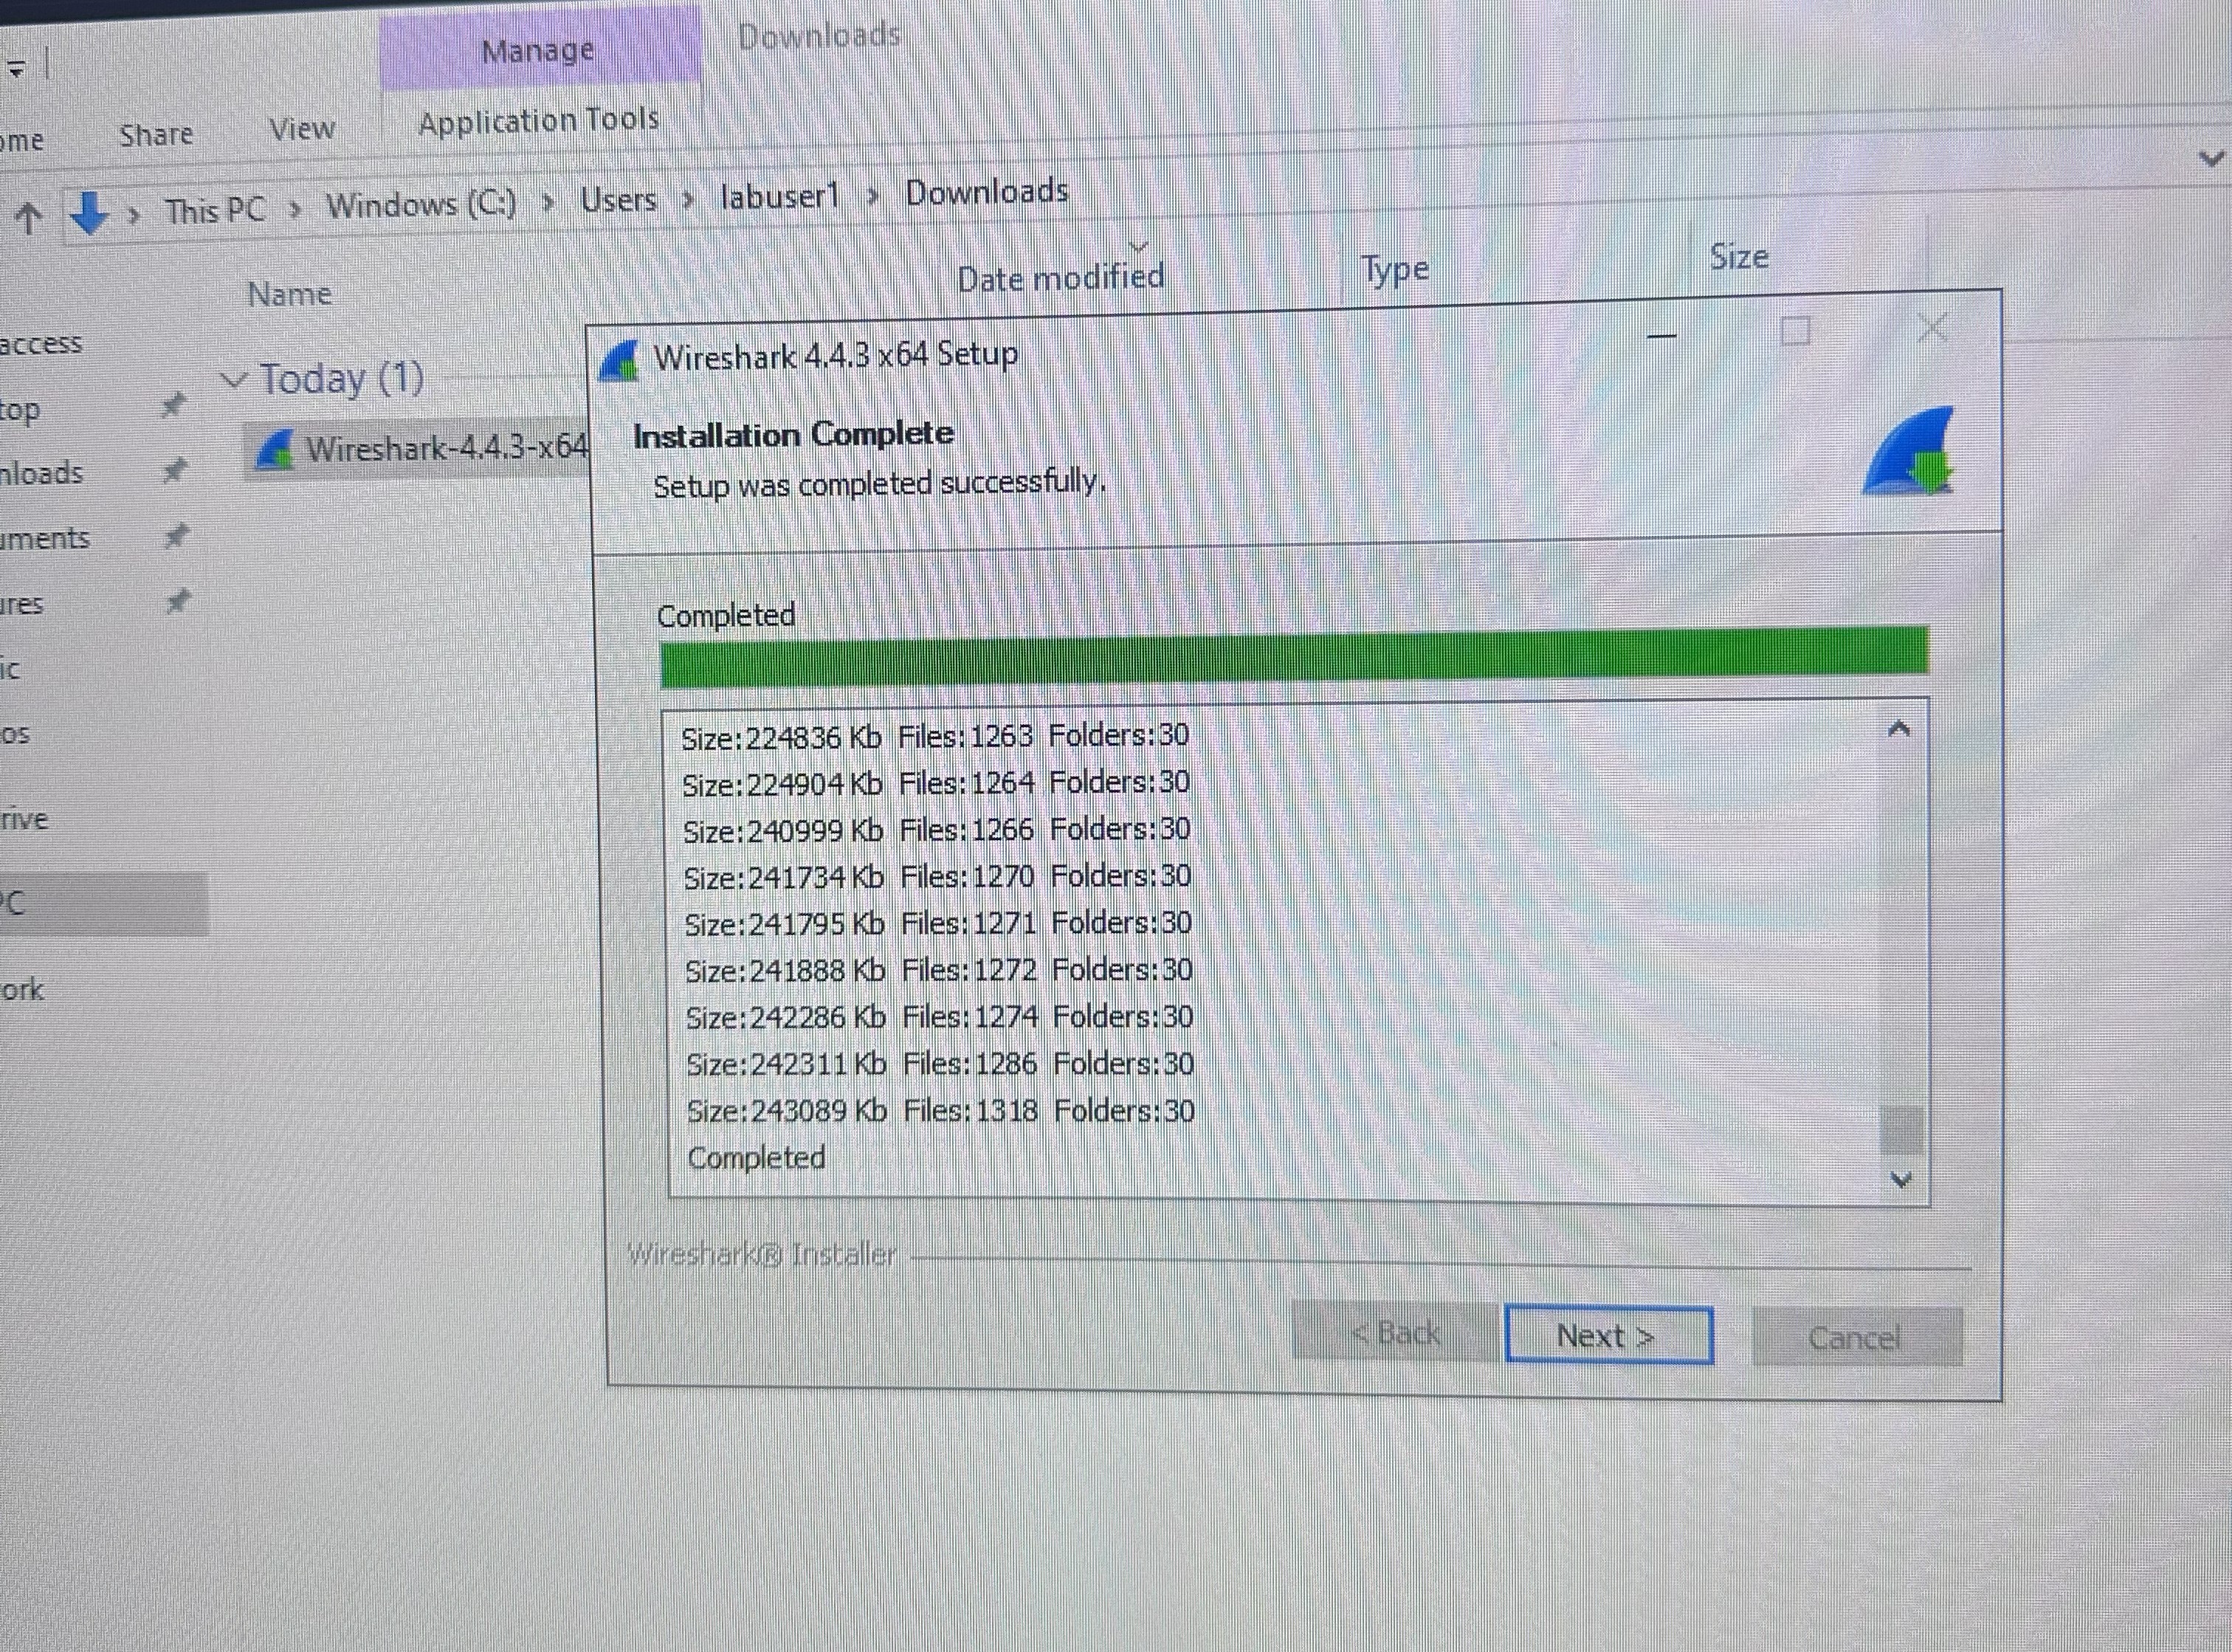 Manage Downloads
Share View Application Tools
This PC > Windows (C:) > Users > labuser1 > Downloads
Name Date modified Type Size
access
Today (1)
Wireshark-4.4.3-x64
Wireshark 4.4.3 x64 Setup
Installation Complete
Setup was completed successfully.
Completed
Size:224836 Kb Files:1263 Folders:30
Size:224904 Kb Files:1264 Folders:30
Size:240999 Kb Files:1266 Folders:30
Size:241734 Kb Files:1270 Folders:30
Size:241795 Kb Files:1271 Folders:30
Size:241888 Kb Files:1272 Folders:30
Size:242286 Kb Files:1274 Folders:30
Size:242311 Kb Files:1286 Folders:30
Size:243089 Kb Files:1318 Folders:30
Completed
Wireshark® Installer
< Back Next > Cancel
top
nloads
uments
ures
ic
os
rive
PC
ork